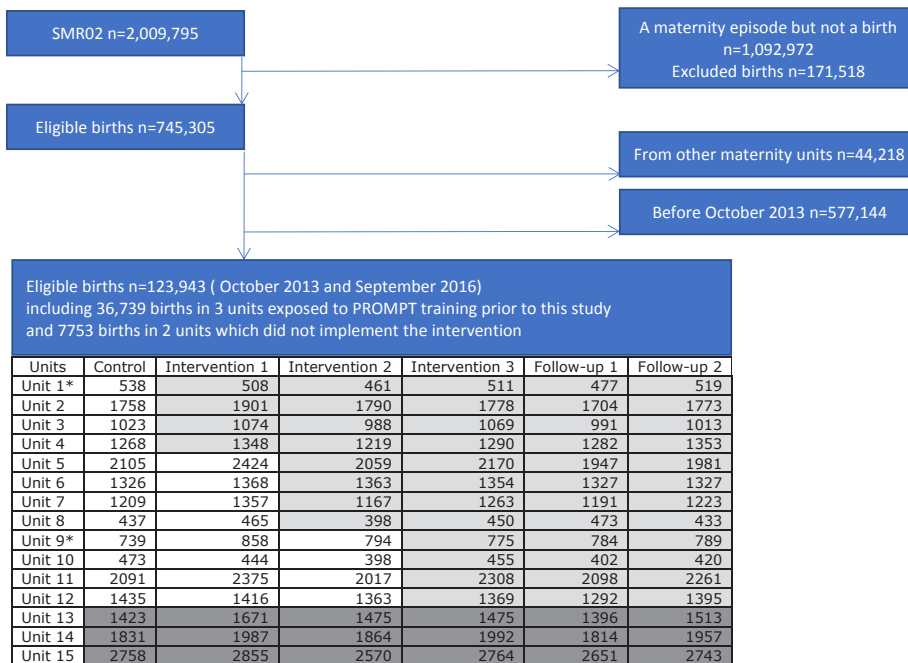 SMR02 n=2,009,795
A maternity episode but not a birth
n=1,092,972
Excluded births n=171,518
Eligible births n=745,305
From other maternity units n=44,218
Before October 2013 n=577,144
Eligible births n=123,943 ( October 2013 and September 2016)
including 36,739 births in 3 units exposed to PROMPT training prior to this study
and 7753 births in 2 units which did not implement the intervention
Units Control Intervention 1 Intervention 2 Intervention 3 Follow-up 1 Follow-up 2
Unit 1* 538 508 461 511 477 519
Unit 2 1758 1901 1790 1778 1704 1773
Unit 3 1023 1074 988 1069 991 1013
Unit 4 1268 1348 1219 1290 1282 1353
Unit 5 2105 2424 2059 2170 1947 1981
Unit 6 1326 1368 1363 1354 1327 1327
Unit 7 1209 1357 1167 1263 1191 1223
Unit 8 437 465 398 450 473 433
Unit 9* 739 858 794 775 784 789
Unit 10 473 444 398 455 402 420
Unit 11 2091 2375 2017 2308 2098 2261
Unit 12 1435 1416 1363 1369 1292 1395
Unit 13 1423 1671 1475 1475 1396 1513
Unit 14 1831 1987 1864 1992 1814 1957
Unit 15 2758 2855 2570 2764 2651 2743